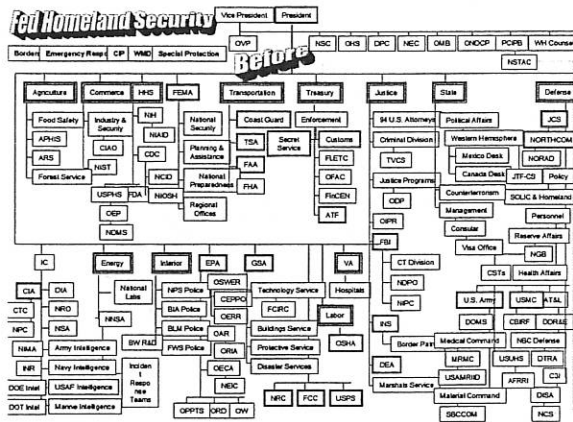 Fed Homeland Security
Vice President
President
Borders
Emergency Resp
CIP
WMD
Special Protection
OVP
NSC
OHS
DPC
NEC
OMB
ONDCP
PCIPB
WH Counsel
NSTAC
Before
Agriculture
Commerce
HHS
FEMA
Transportation
Treasury
Justice
State
Defense
Food Safety
APHIS
ARS
Forest Service
Industry & Security
CIAO
NIST
NIH
NIAID
CDC
NCID
NIOSH
USPHS
FDA
OEP
NDMS
National Security
Planning & Assistance
National Preparedness
Regional Offices
Coast Guard
TSA
FAA
FHA
Enforcement
Secret Service
Customs
FLETC
OFAC
FinCEN
ATF
94 U.S. Attorneys
Criminal Division
TVCS
Justice Programs
ODP
OIPR
FBI
CT Division
NDPO
NIPC
INS
Border Patr
DEA
Marshals Service
Political Affairs
Western Hemisphere
Mexico Desk
Canada Desk
Counterterrorism
Management
Consular
Visa Office
JCS
NORTHCOM
NORAD
JTF-CS
Policy
SOLIC & Homeland
Personnel
Reserve Affairs
NGB
CSTs
Health Affairs
U.S. Army
USMC
AT&L
DOMS
CBIRF
DDR&E
Medical Command
NBC Defense
MRMC
USUHS
DTRA
USAMRIID
AFRRI
C3I
Material Command
DISA
SBCCOM
NCS
IC
CIA
DIA
CTC
NRO
NPC
NSA
NIMA
Army Intelligence
INR
Navy Intelligence
DOE Intel
USAF Intelligence
DOT Intel
Marine Intelligence
Energy
National Labs
NNSA
Interior
NPS Police
BIA Police
BLM Police
FWS Police
EPA
OSWER
CEPPO
OERR
OAR
ORIA
OECA
NEIC
BW R&D
Inciden
t
Respo
nse
Teams
OPPTS
ORD
OW
GSA
Technology Service
FCIRC
Buildings Service
Protective Service
Disaster Services
NRC
FCC
USPS
VA
Hospitals
Labor
OSHA